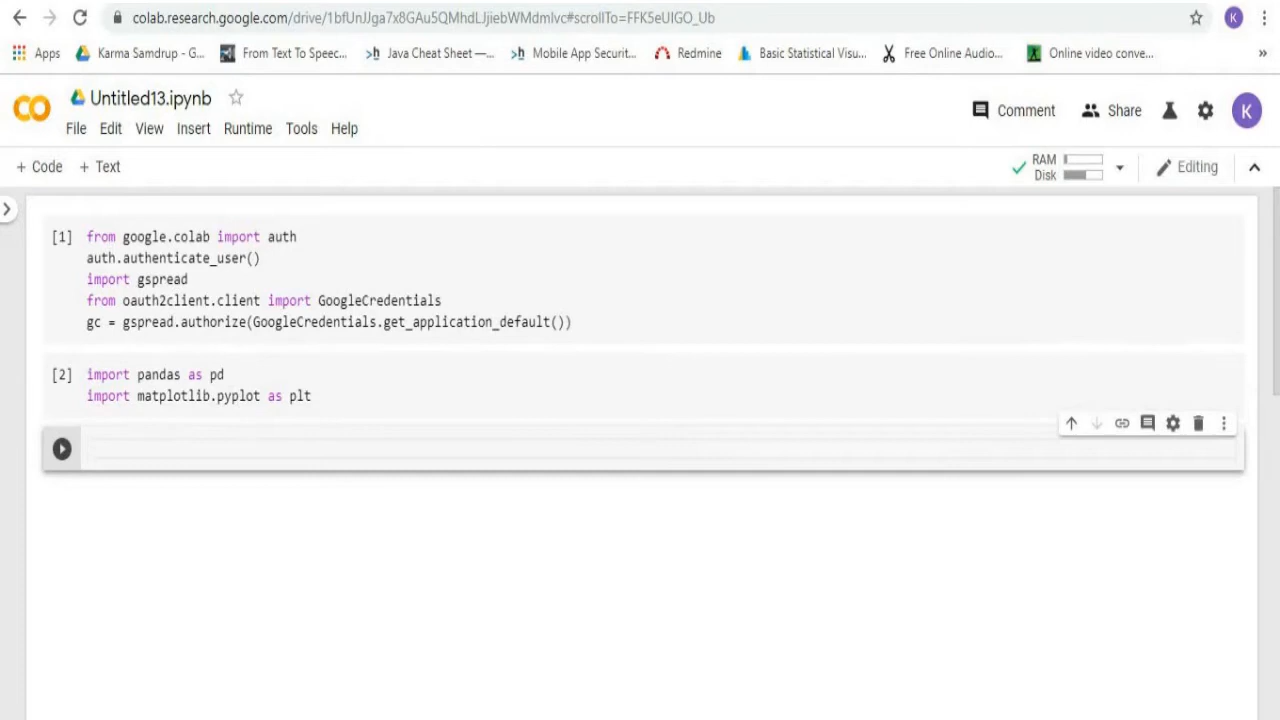 colab.research.google.com/drive/1bfUnJJga7x8GAu5QMhdLJjiebWMdmlvc#scrollTo=FFK5eUIGO_Ub
K
Apps Karma Samdrup - G... From Text To Speec... Java Cheat Sheet —... Mobile App Securit... Redmine Basic Statistical Visu... Free Online Audio... Online video conve... »
CO Untitled13.ipynb
Comment Share K
File Edit View Insert Runtime Tools Help
+ Code + Text
RAM
Disk
Editing
[1] from google.colab import auth
auth.authenticate_user()
import gspread
from oauth2client.client import GoogleCredentials
gc = gspread.authorize(GoogleCredentials.get_application_default())
[2] import pandas as pd
import matplotlib.pyplot as plt